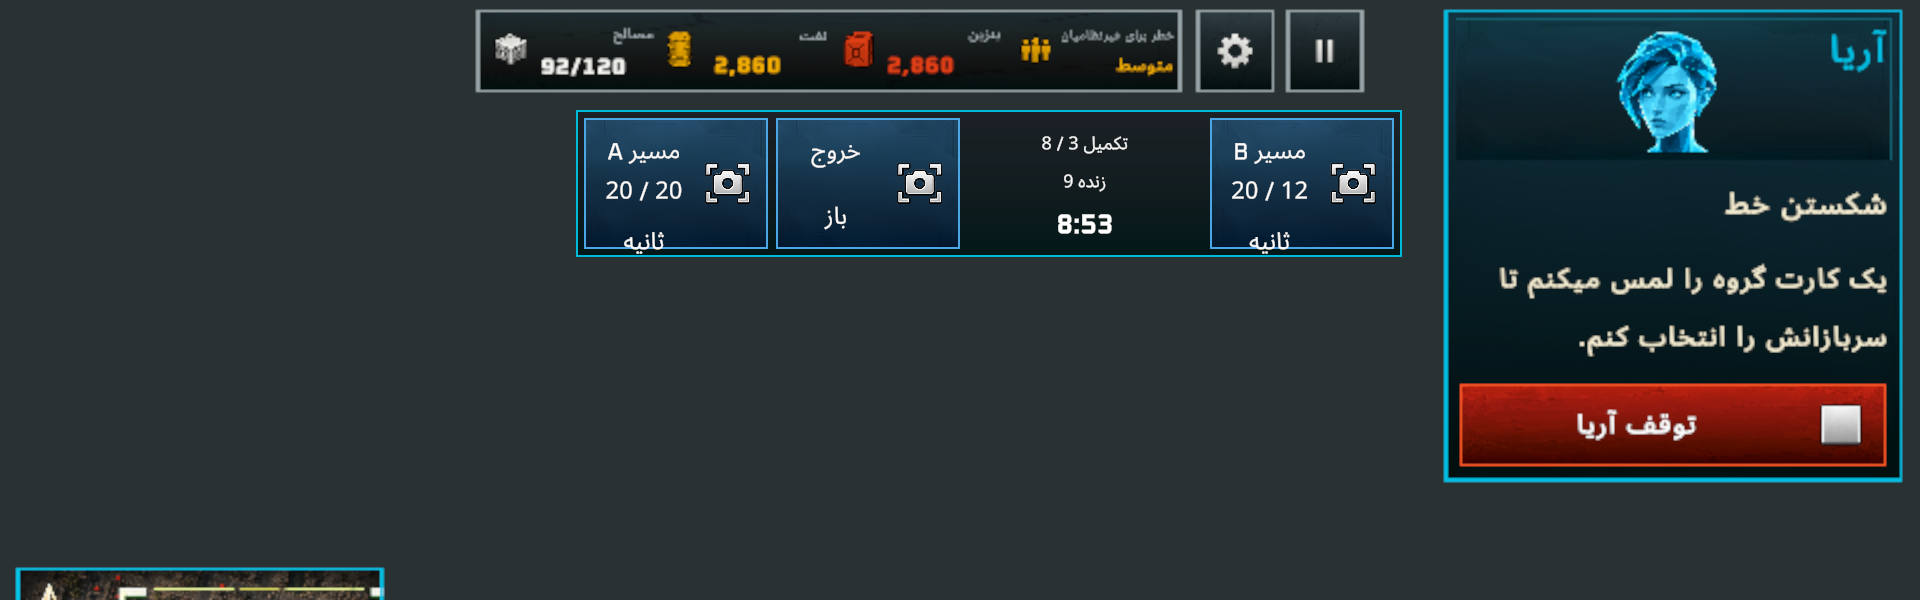 مصالح
92/120
نفت
2,860
بنزین
2,860
خطر برای غیرنظامیان
متوسط
مسیر A
20 / 20
ثانیه
خروج
باز
تکمیل 3 / 8
زنده 9
8:53
مسیر B
20 / 12
ثانیه
آریا
شکستن خط
یک کارت گروه را لمس میکنم تا
سربازانش را انتخاب کنم.
توقف آریا